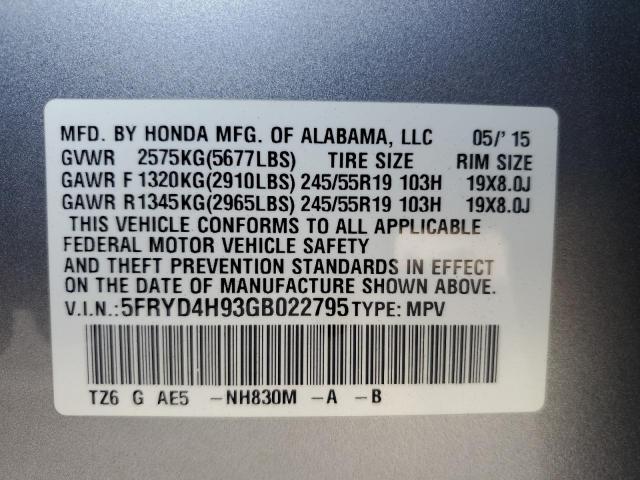 MFD. BY HONDA MFG. OF ALABAMA, LLC 05/'15
GVWR 2575KG(5677LBS) TIRE SIZE RIM SIZE
GAWR F 1320KG(2910LBS) 245/55R19 103H 19X8.0J
GAWR R 1345KG(2965LBS) 245/55R19 103H 19X8.0J
THIS VEHICLE CONFORMS TO ALL APPLICABLE
FEDERAL MOTOR VEHICLE SAFETY
AND THEFT PREVENTION STANDARDS IN EFFECT
ON THE DATE OF MANUFACTURE SHOWN ABOVE.
V.I.N.:5FRYD4H93GB022795 TYPE: MPV
TZ6 G AE5 -NH830M -A -B